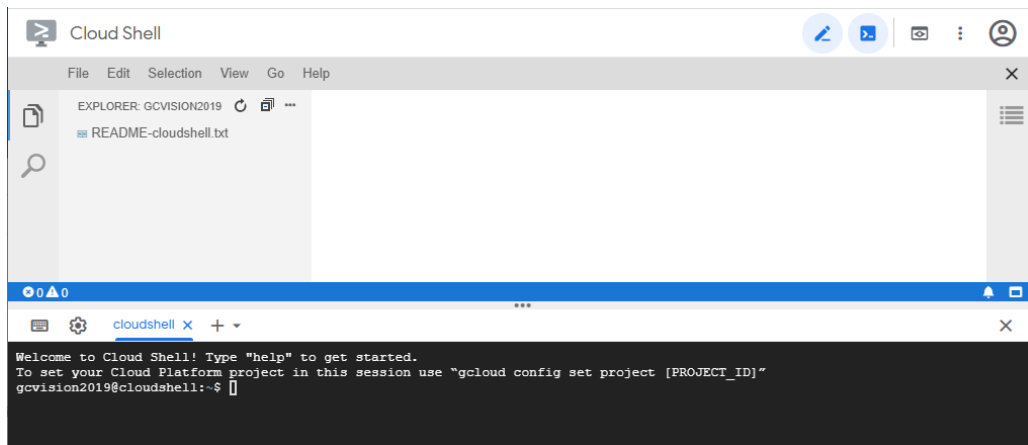 Cloud Shell
File Edit Selection View Go Help
EXPLORER: GCVISION2019
README-cloudshell.txt
0 0
cloudshell
Welcome to Cloud Shell! Type "help" to get started.
To set your Cloud Platform project in this session use “gcloud config set project [PROJECT_ID]”
gcvision2019@cloudshell:~$